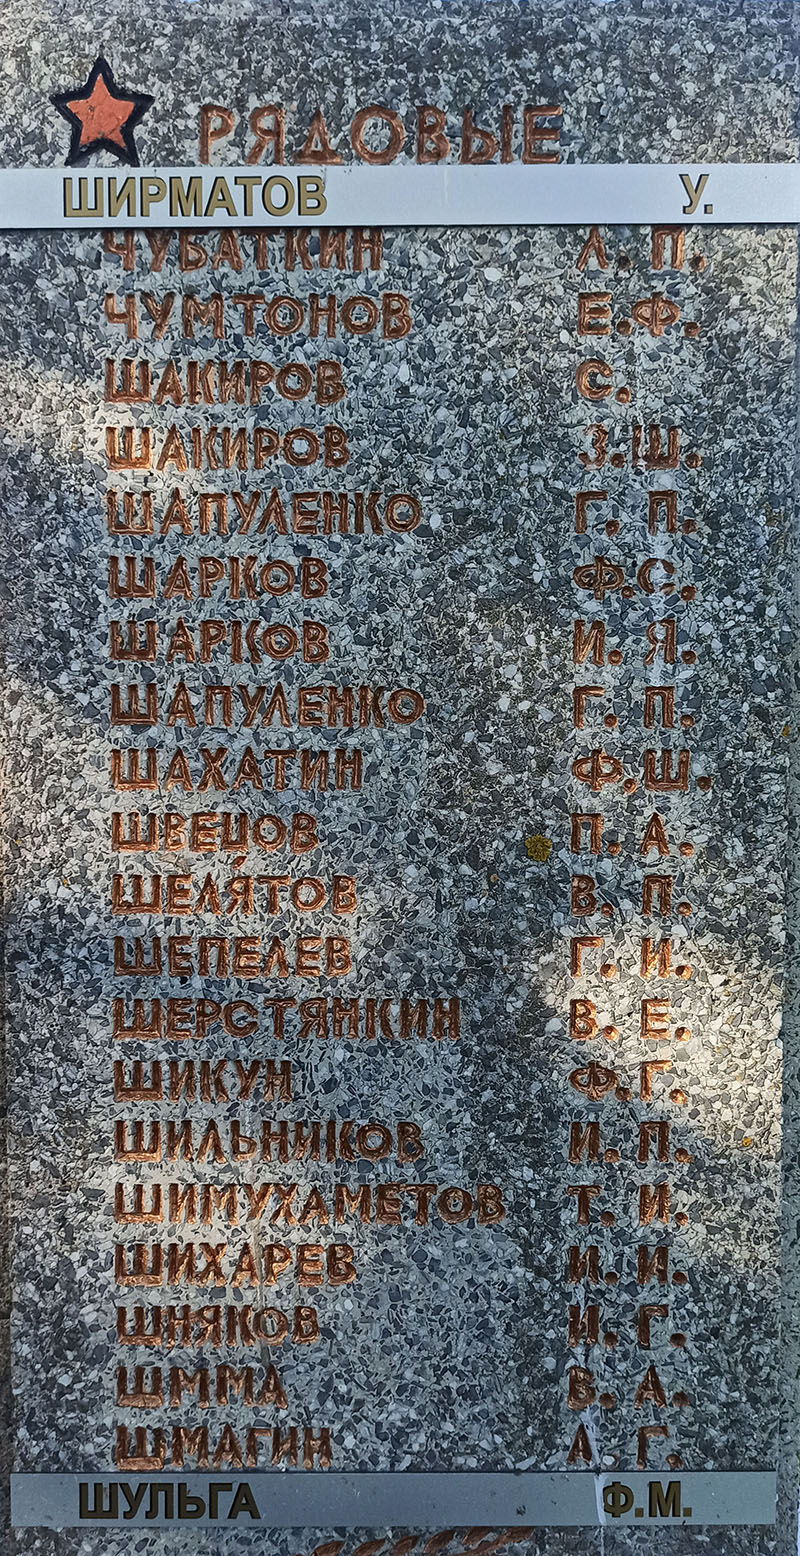 РЯДОВЫЕ
ШИРМАТОВ У.
ЧУБАТКИН Л. П.
ЧУМТОНОВ Е.Ф.
ШАКИРОВ С.
ШАКИРОВ З.Ш.
ШАПУЛЕНКО Г. П.
ШАРКОВ Ф.С.
ШАРКОВ И. Я.
ШАПУЛЕНКО Г. П.
ШАХАТИН Ф.Ш.
ШВЕЦОВ П. А.
ШЕЛЯТОВ В. П.
ШЕПЕЛЕВ Г. И.
ШЕРСТЯНКИН В. Е.
ШИКУН Ф.Г.
ШИЛЬНИКОВ И. П.
ШИМУХАМЕТОВ Т. И.
ШИХАРЕВ И. И.
ШНЯКОВ И. Г.
ШММА В. А.
ШМАГИН А Г.
ШУЛЬГА Ф.М.